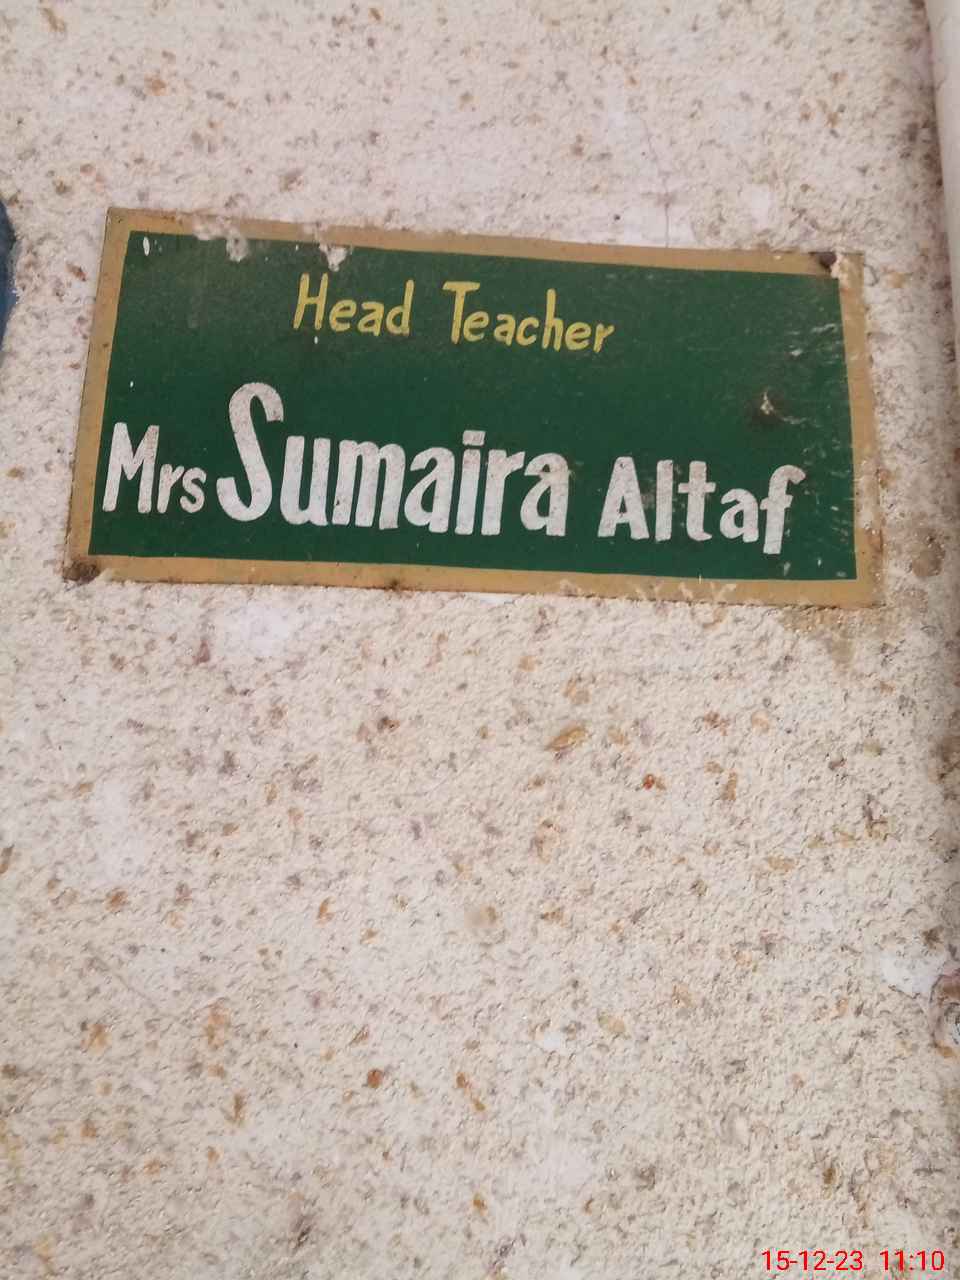 Head Teacher
Mrs Sumaira Altaf
15-12-23 11:10